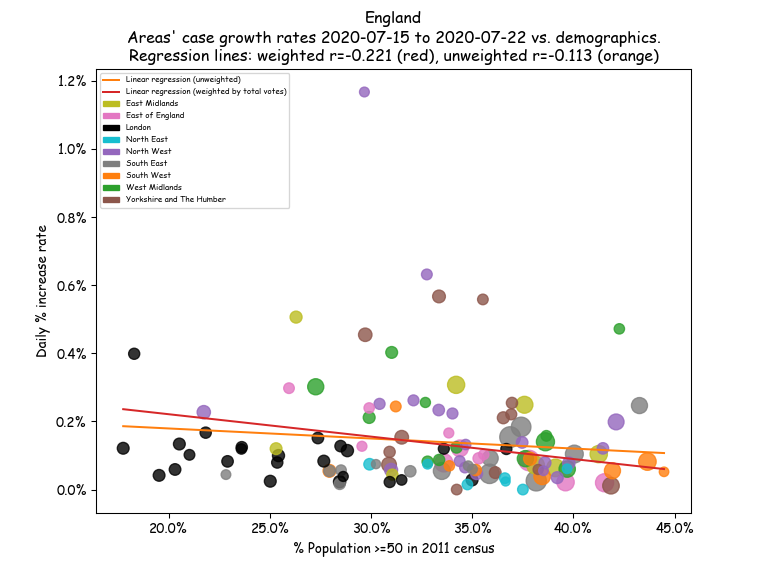 England
Areas' case growth rates 2020-07-15 to 2020-07-22 vs. demographics.
Regression lines: weighted r=-0.221 (red), unweighted r=-0.113 (orange)
Linear regression (unweighted)
Linear regression (weighted by total votes)
East Midlands
East of England
London
North East
North West
South East
South West
West Midlands
Yorkshire and The Humber
1.2%
1.0%
0.8%
0.6%
0.4%
0.2%
0.0%
Daily % increase rate
20.0% 25.0% 30.0% 35.0% 40.0% 45.0%
% Population >=50 in 2011 census